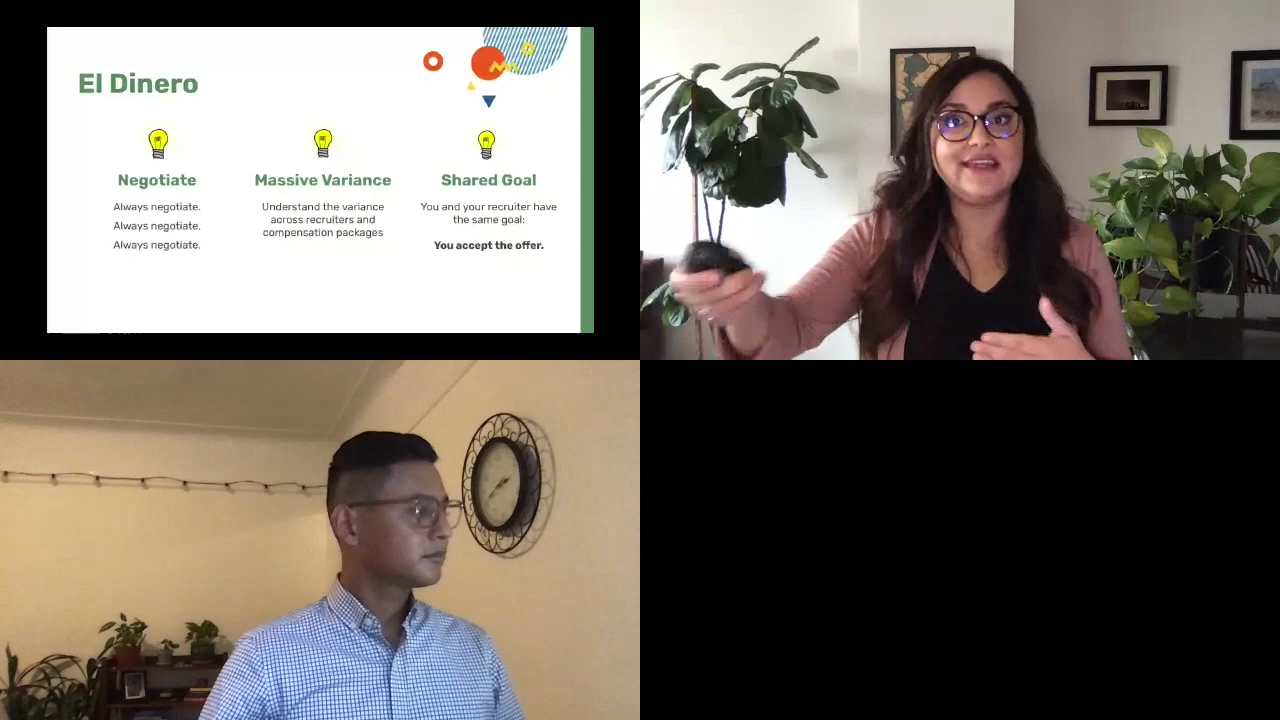 El Dinero
Negotiate
Always negotiate.
Always negotiate.
Always negotiate.
Massive Variance
Understand the variance
across recruiters and
compensation packages
Shared Goal
You and your recruiter have
the same goal:
You accept the offer.